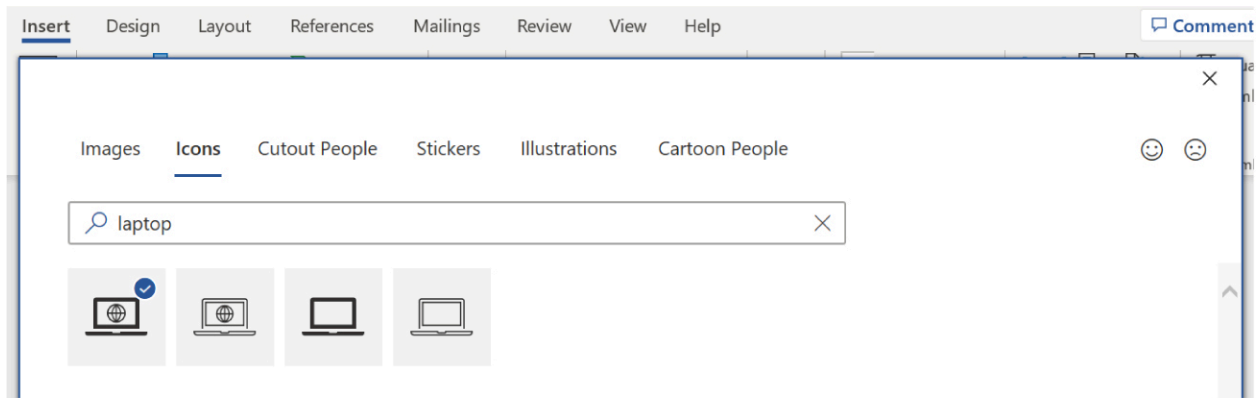 Insert Design Layout References Mailings Review View Help Comment
Images Icons Cutout People Stickers Illustrations Cartoon People
laptop